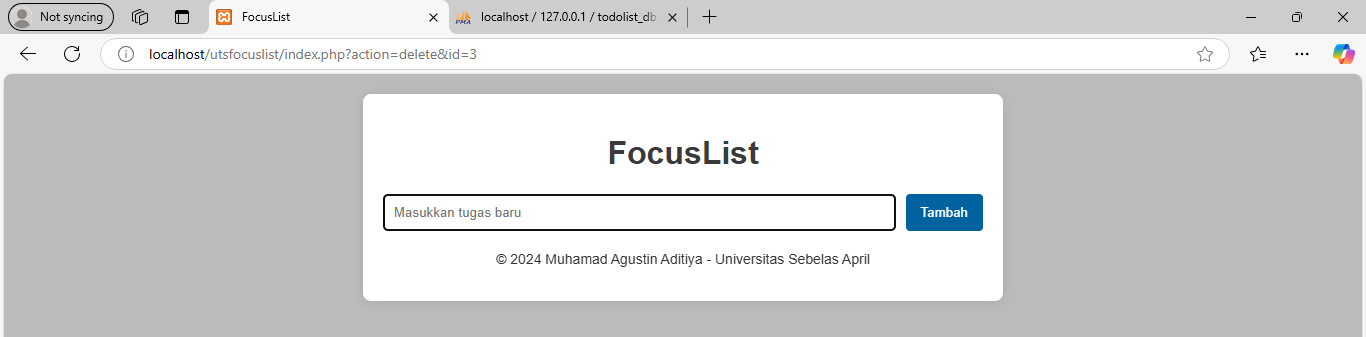 Not syncing
FocusList
localhost / 127.0.0.1 / todolist_db
localhost/utsfocuslist/index.php?action=delete&id=3
FocusList
Masukkan tugas baru
Tambah
© 2024 Muhamad Agustin Aditiya - Universitas Sebelas April